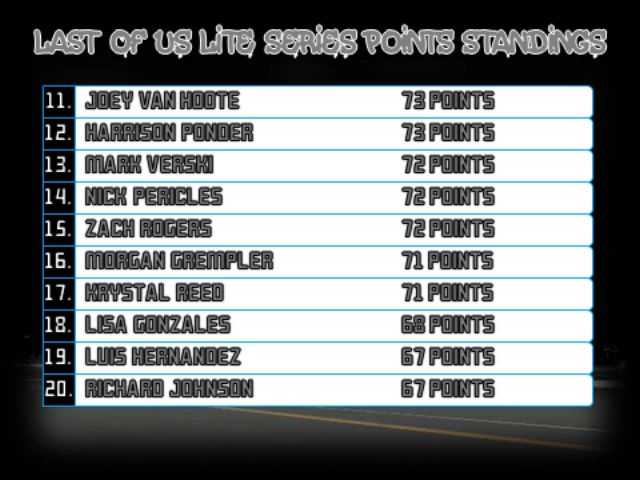 LAST OF US LITE SERIES POINTS STANDINGS
11. JOEY VAN HOOTE 73 POINTS
12. HARRISON PONDER 73 POINTS
13. MARK VERSKI 72 POINTS
14. NICK PERICLES 72 POINTS
15. ZACH ROGERS 72 POINTS
16. MORGAN GREMPLER 71 POINTS
17. KRYSTAL REED 71 POINTS
18. LISA GONZALES 68 POINTS
19. LUIS HERNANDEZ 67 POINTS
20. RICHARD JOHNSON 67 POINTS